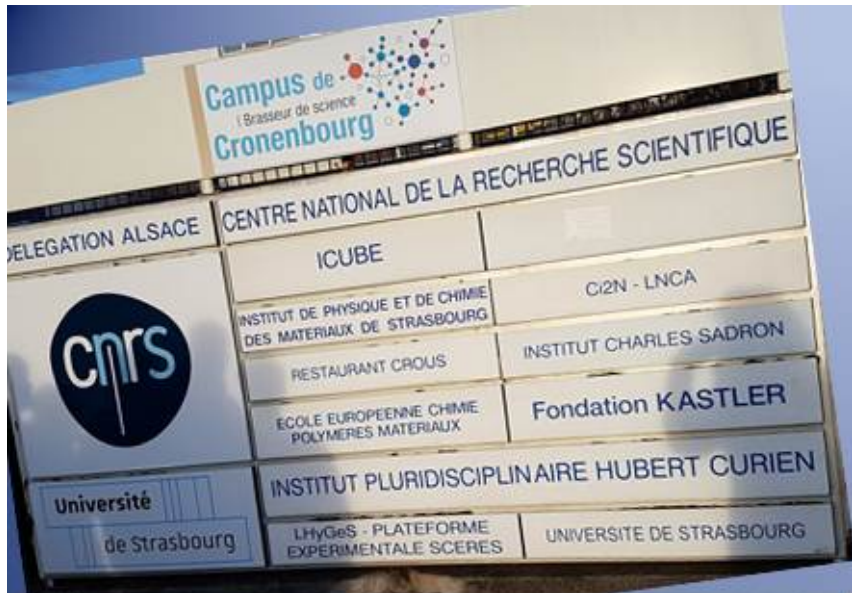 Campus de
(Brasseur de science
Cronenbourg
DELEGATION ALSACE
CENTRE NATIONAL DE LA RECHERCHE SCIENTIFIQUE
ICUBE
cnrs
INSTITUT DE PHYSIQUE ET DE CHIMIE
DES MATERIAUX DE STRASBOURG
Ci2N - LNCA
RESTAURANT CROUS
INSTITUT CHARLES SADRON
ECOLE EUROPEENNE CHIMIE
POLYMERES MATERIAUX
Fondation KASTLER
INSTITUT PLURIDISCIPLINAIRE HUBERT CURIEN
Université
de Strasbourg
LHyGeS - PLATEFORME
EXPERIMENTALE SCERES
UNIVERSITE DE STRASBOURG